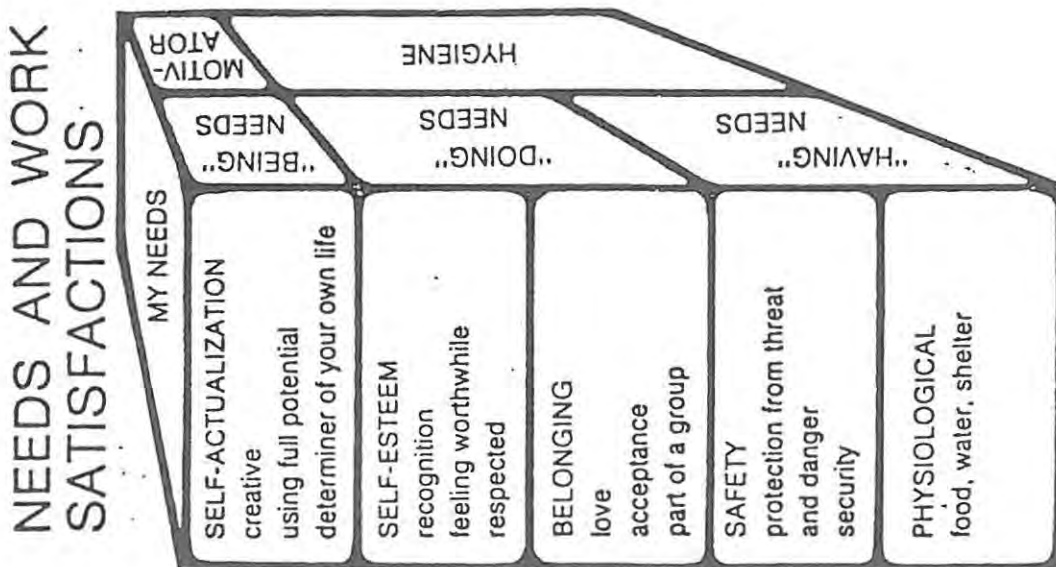 NEEDS AND WORK
SATISFACTIONS
MY NEEDS
SELF-ACTUALIZATION
creative
using full potential
determiner of your own life
SELF-ESTEEM
recognition
feeling worthwhile
respected
BELONGING
love
acceptance
part of a group
SAFETY
protection from threat
and danger
security
PHYSIOLOGICAL
food, water, shelter
"BEING"
NEEDS
"DOING"
NEEDS
"HAVING"
NEEDS
MOTIV-
ATOR
HYGIENE